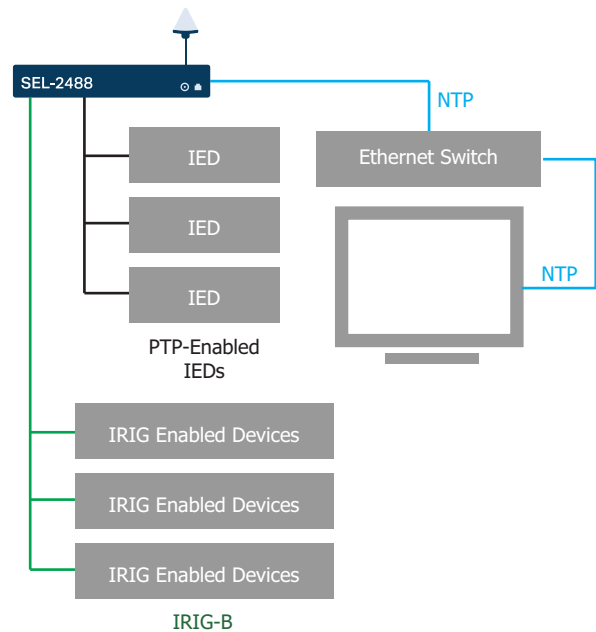 SEL-2488
NTP
Ethernet Switch
IED
IED
NTP
IED
PTP-Enabled
IEDs
IRIG Enabled Devices
IRIG Enabled Devices
IRIG Enabled Devices
IRIG-B